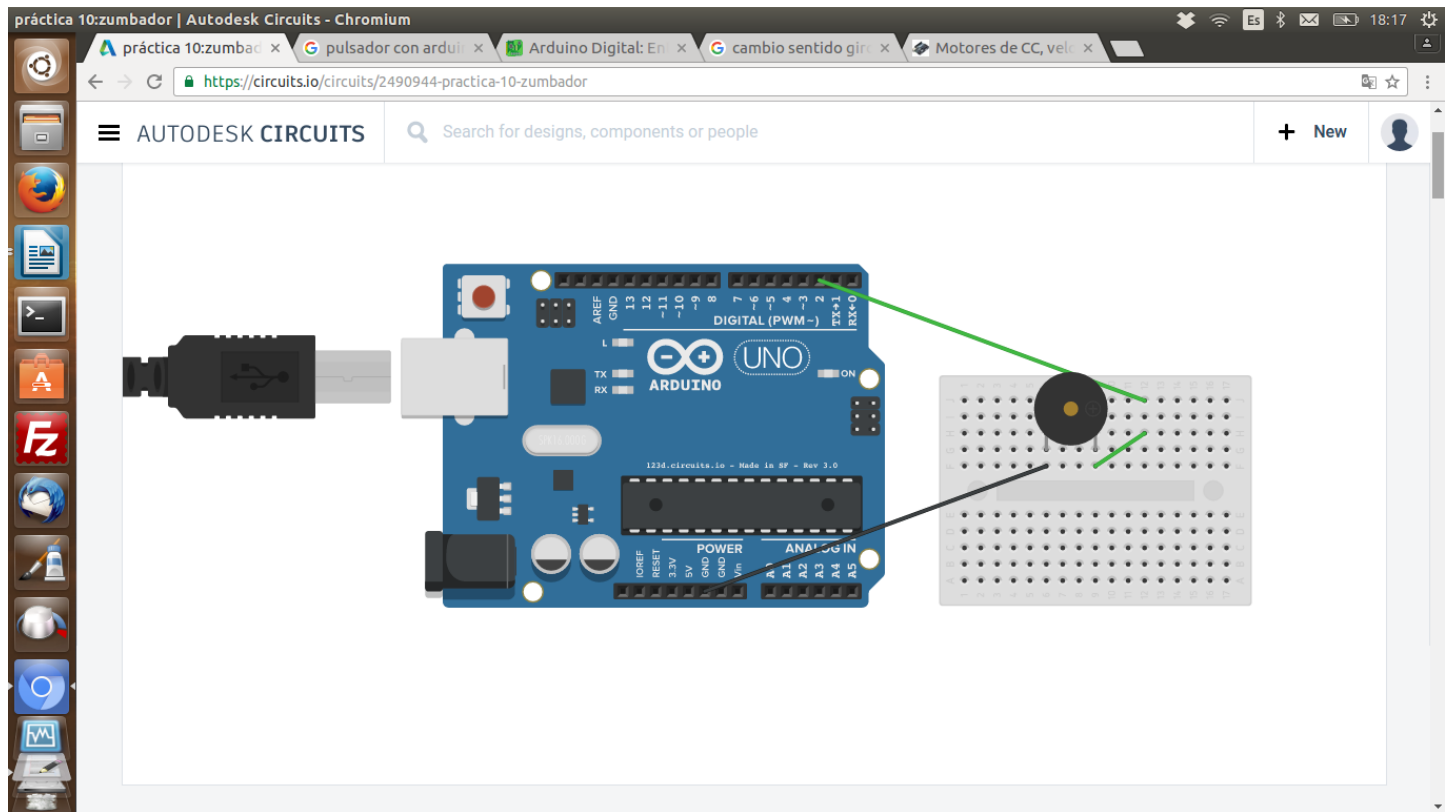 práctica 10:zumbador | Autodesk Circuits - Chromium
Es
18:17
práctica 10:zumbad
pulsador con ardui
Arduino Digital: En
cambio sentido giro
Motores de CC, velo
https://circuits.io/circuits/2490944-practica-10-zumbador
AUTODESK CIRCUITS
Search for designs, components or people
+ New
AREF
GND
13
12
~11
~10
~9
8
7
~6
~5
4
~3
2
TX→1
RX←0
DIGITAL (PWM~)
L
TX
RX
ARDUINO
UNO
ON
123d.circuits.io - Made in SF - Rev 3.0
POWER
ANALOG IN
IOREF
RESET
3.3V
5V
GND
GND
Vin
A0
A1
A2
A3
A4
A5